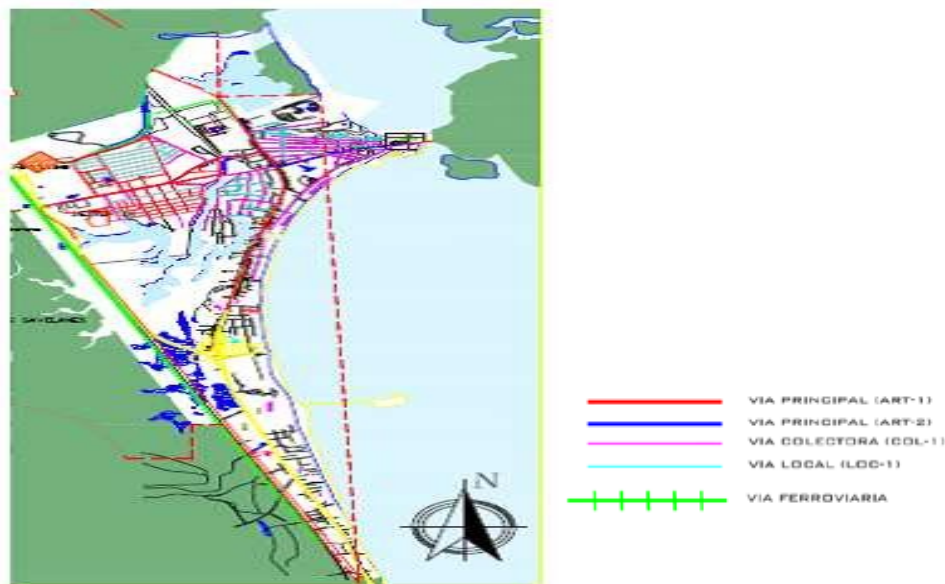 VIA PRINCIPAL (ART-1)
VIA PRINCIPAL (ART-2)
VIA COLECTORA (COL-1)
VIA LOCAL (LOC-1)
VIA FERROVIARIA
N